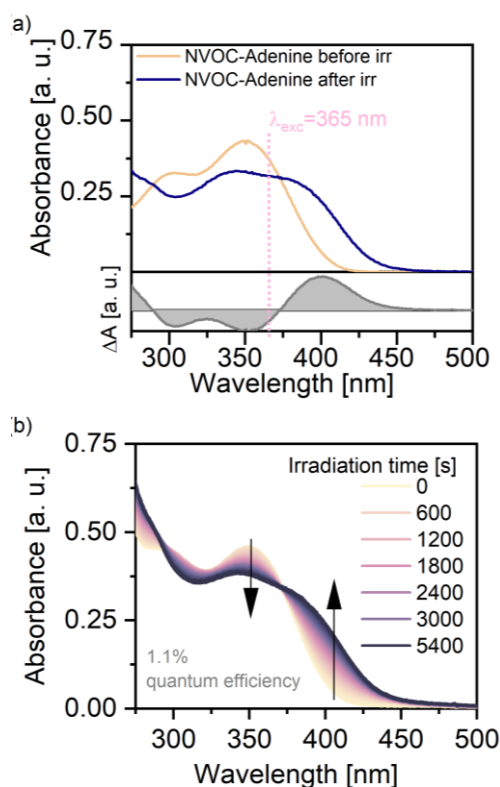 a)
0.75
NVOC-Adenine before irr
NVOC-Adenine after irr
λexc=365 nm
0.50
0.25
Absorbance [a. u.]
ΔA [a. u.]
275 300 350 400 450 500
Wavelength [nm]
(b)
0.75
Irradiation time [s]
0
600
1200
1800
2400
3000
5400
0.50
0.25
0.00
Absorbance [a. u.]
1.1%
quantum efficiency
300 350 400 450 500
Wavelength [nm]